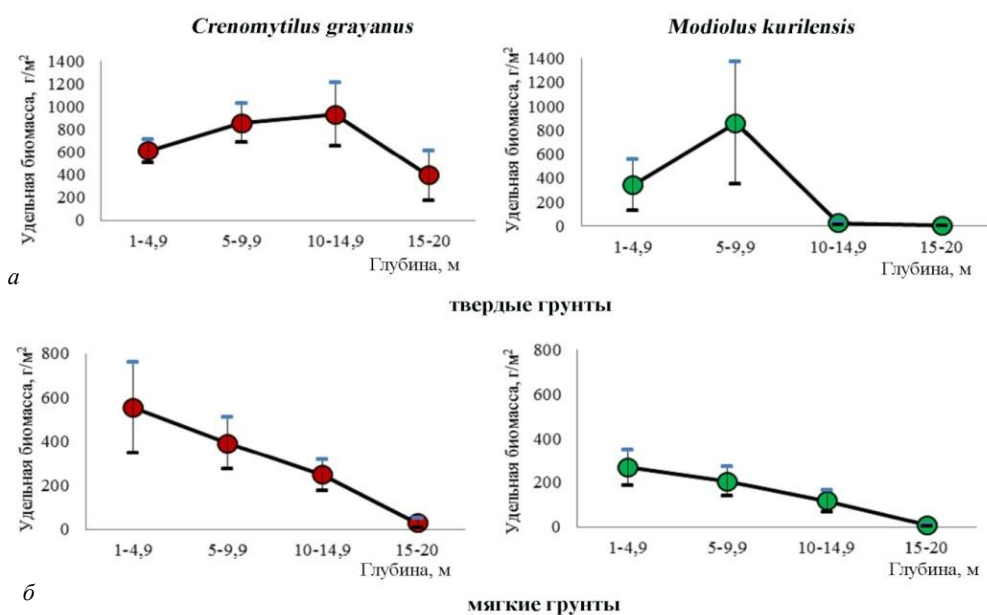 Crenomytilus grayanus
Modiolus kurilensis
Удельная биомасса, г/м²
1400
1200
1000
800
600
400
200
0
1-4,9 5-9,9 10-14,9 15-20
Глубина, м
Удельная биомасса, г/м²
1400
1200
1000
800
600
400
200
0
1-4,9 5-9,9 10-14,9 15-20
Глубина, м
а
твердые грунты
Удельная биомасса, г/м²
800
600
400
200
0
1-4,9 5-9,9 10-14,9 15-20
Глубина, м
Удельная биомасса, г/м²
800
600
400
200
0
1-4,9 5-9,9 10-14,9 15-20
Глубина, м
б
мягкие грунты